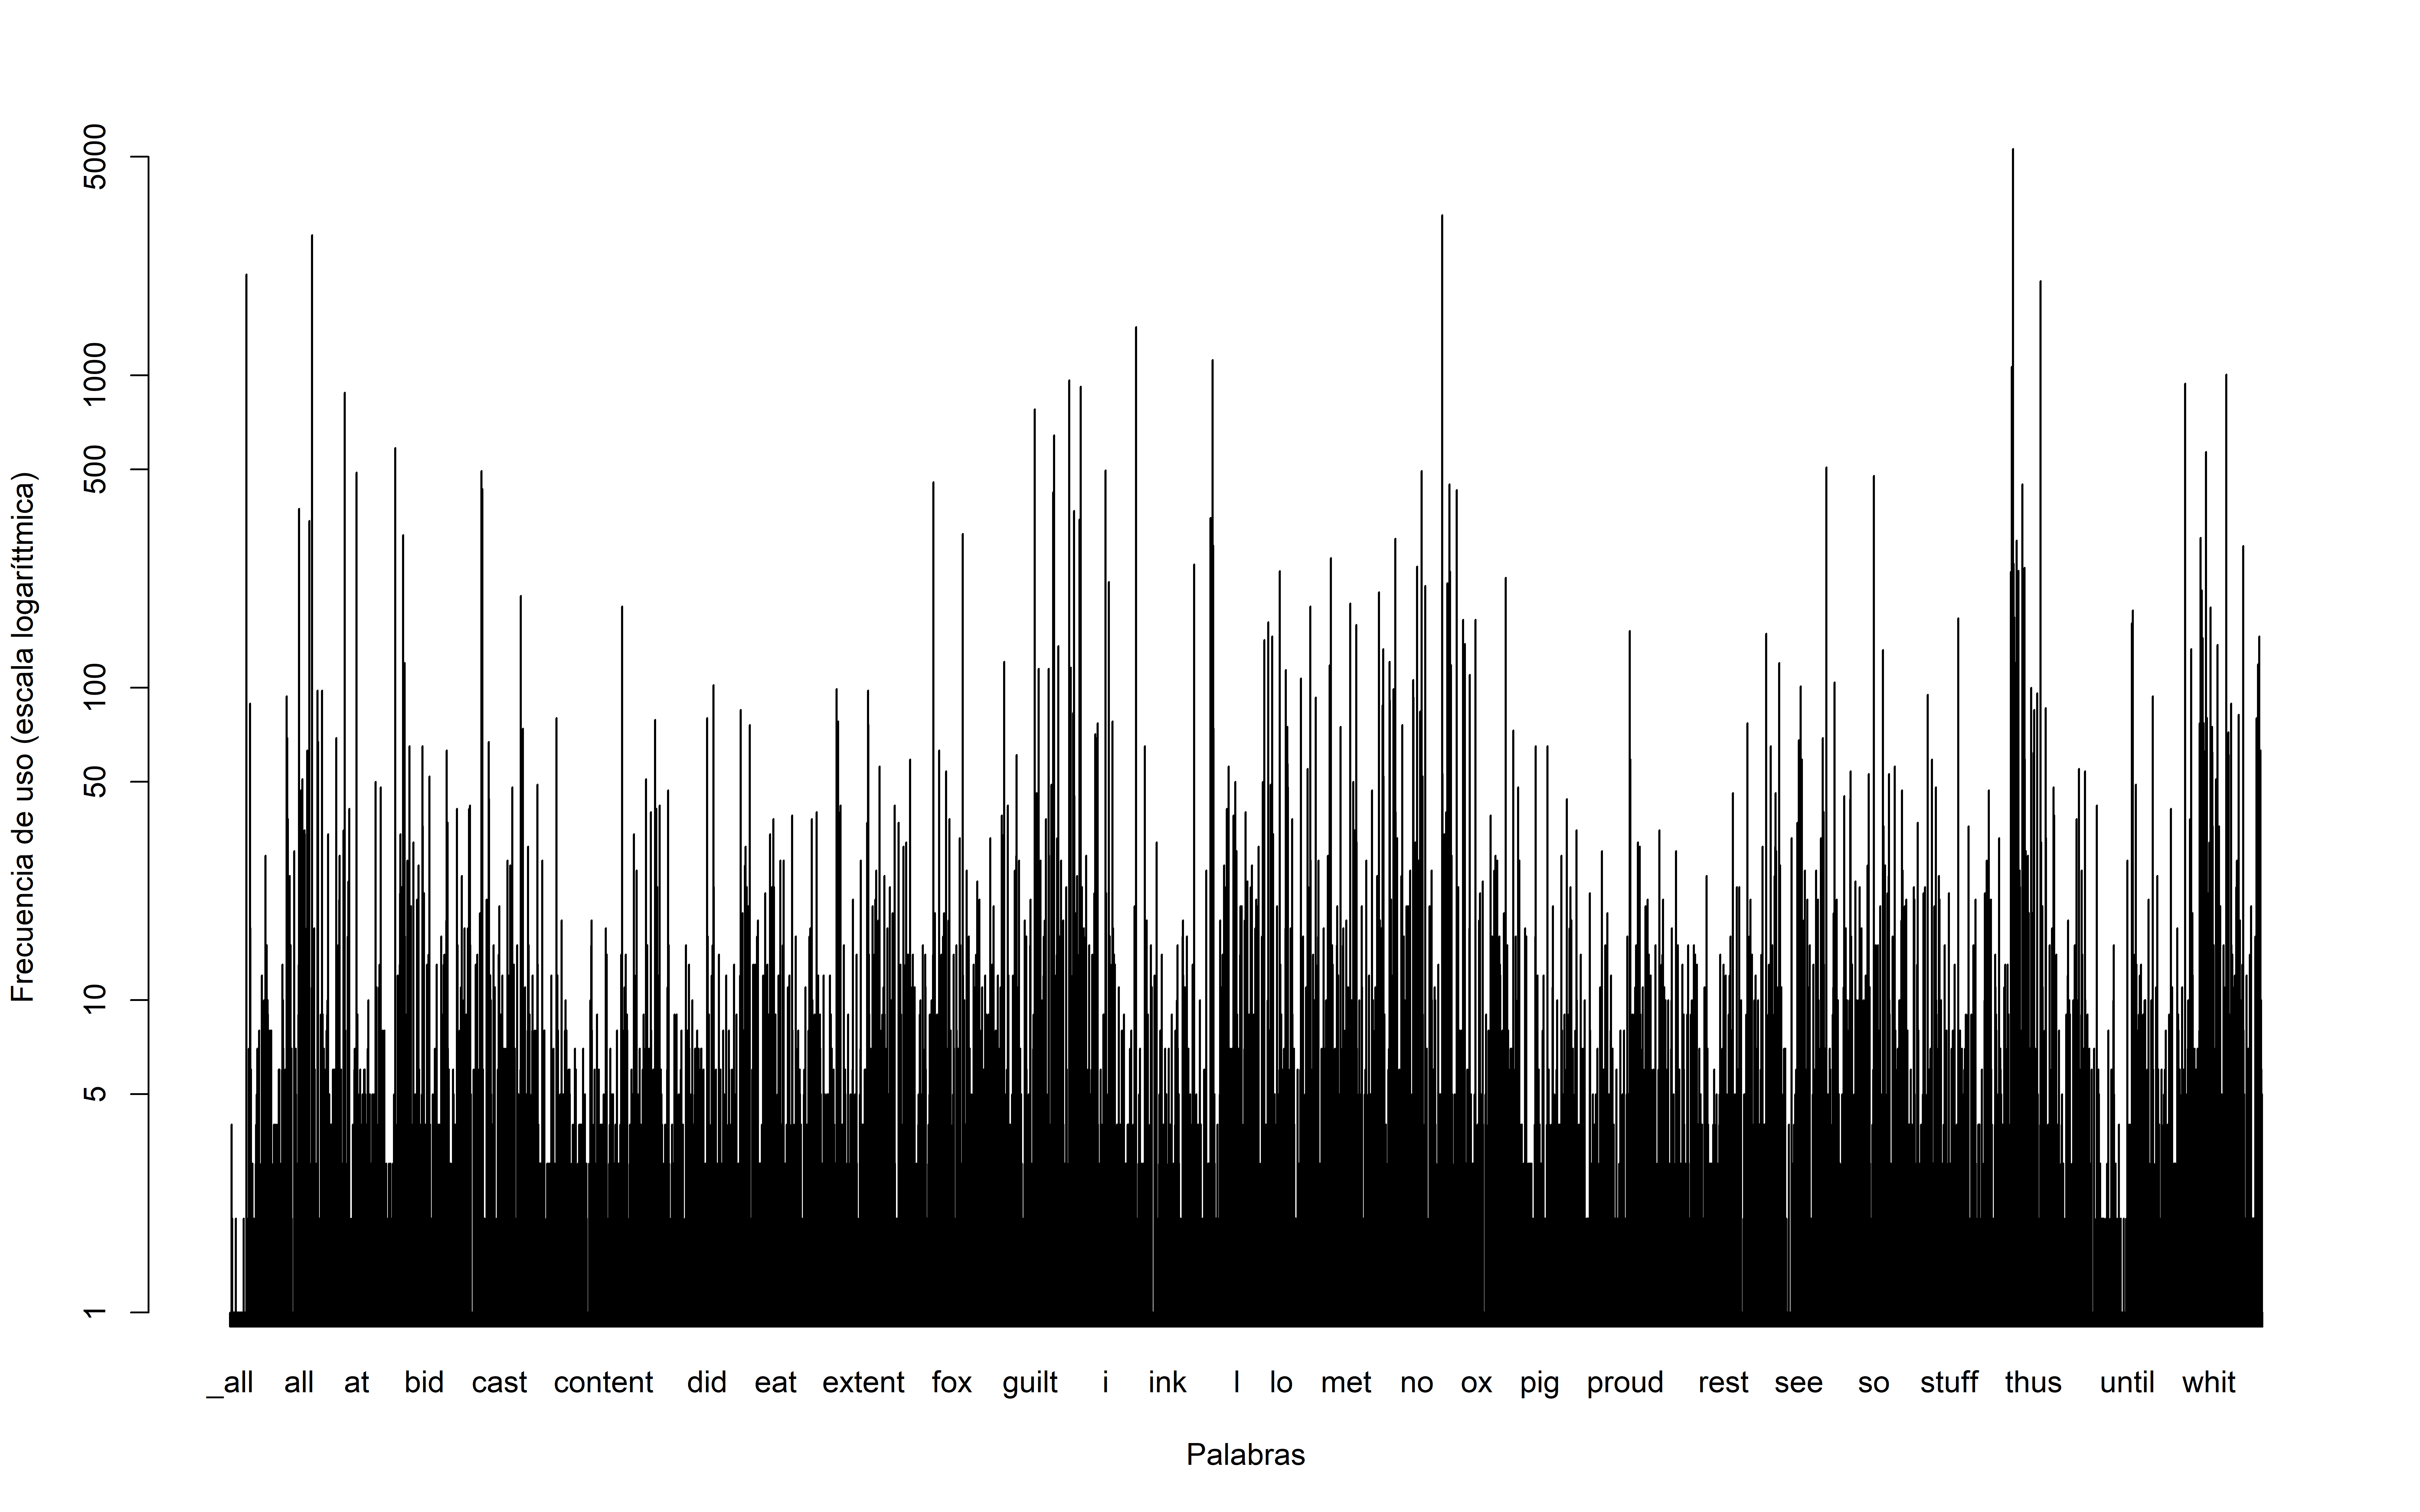 Frecuencia de uso (escala logaríttmica)
5000
1000
500
100
50
10
5
1
_all all at bid cast content did eat extent fox guilt i ink l lo met no ox pig proud rest see so stuff thus until whit
Palabras